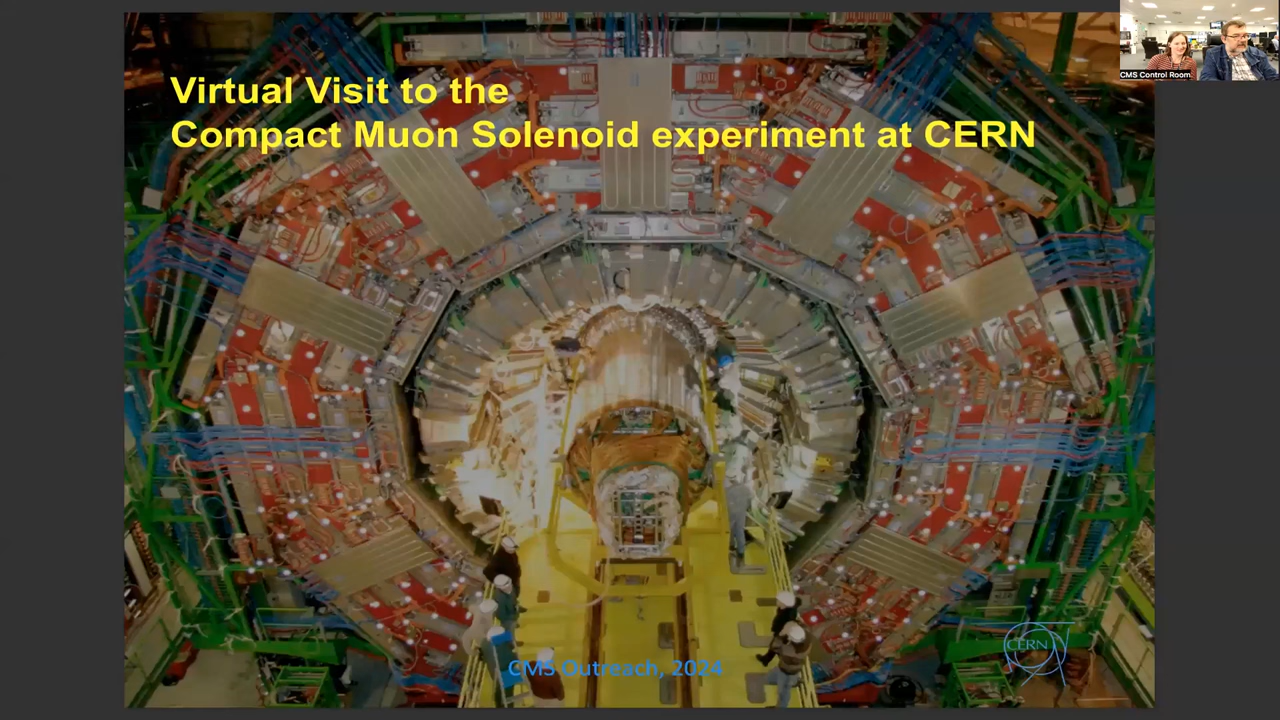 Virtual Visit to the
Compact Muon Solenoid experiment at CERN
CMS Control Room
CMS Outreach, 2024
CERN